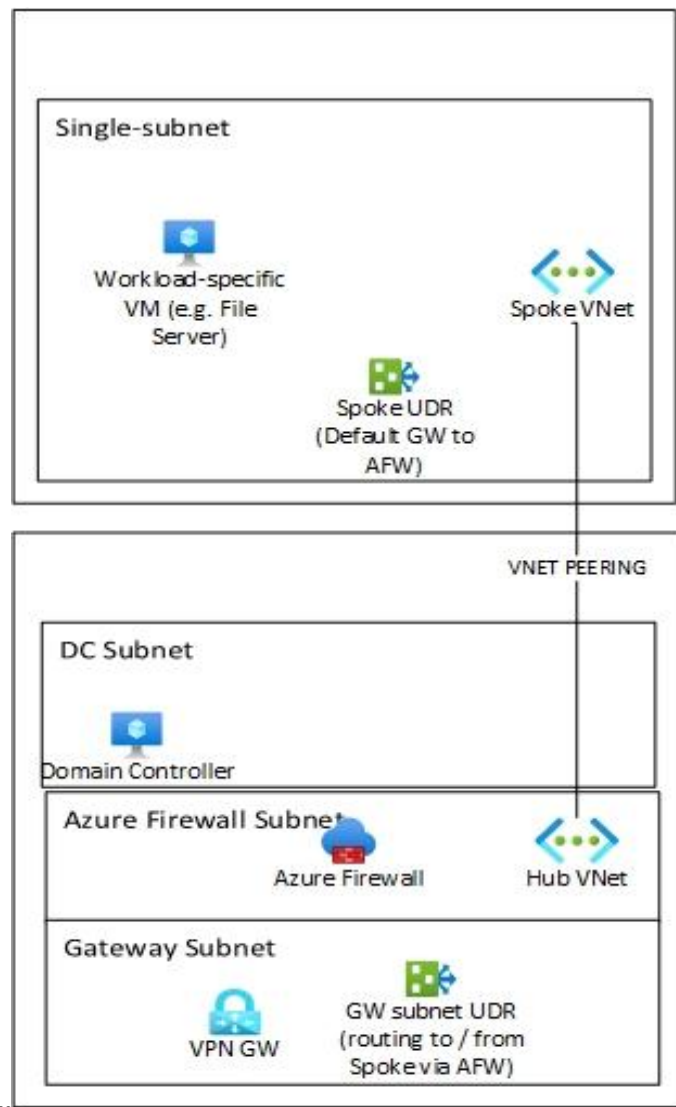 Single-subnet
Workload-specific
VM (e.g. File
Server)
Spoke VNet
Spoke UDR
(Default GW to
AFW)
VNET PEERING
DC Subnet
Domain Controller
Azure Firewall Subnet
Azure Firewall
Hub VNet
Gateway Subnet
VPN GW
GW subnet UDR
(routing to / from
Spoke via AFW)